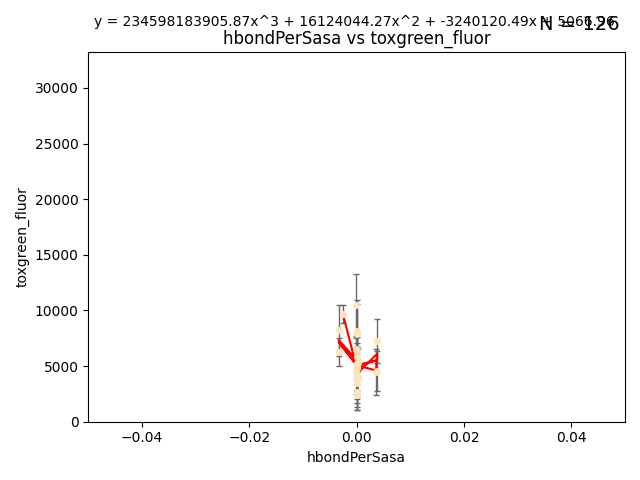 y = 234598183905.87x^3 + 16124044.27x^2 + -3240120.49x + 5066.96
N = 126
hbondPerSasa vs toxgreen_fluor
30000
25000
20000
15000
10000
5000
0
toxgreen_fluor
−0.04
−0.02
0.00
0.02
0.04
hbondPerSasa